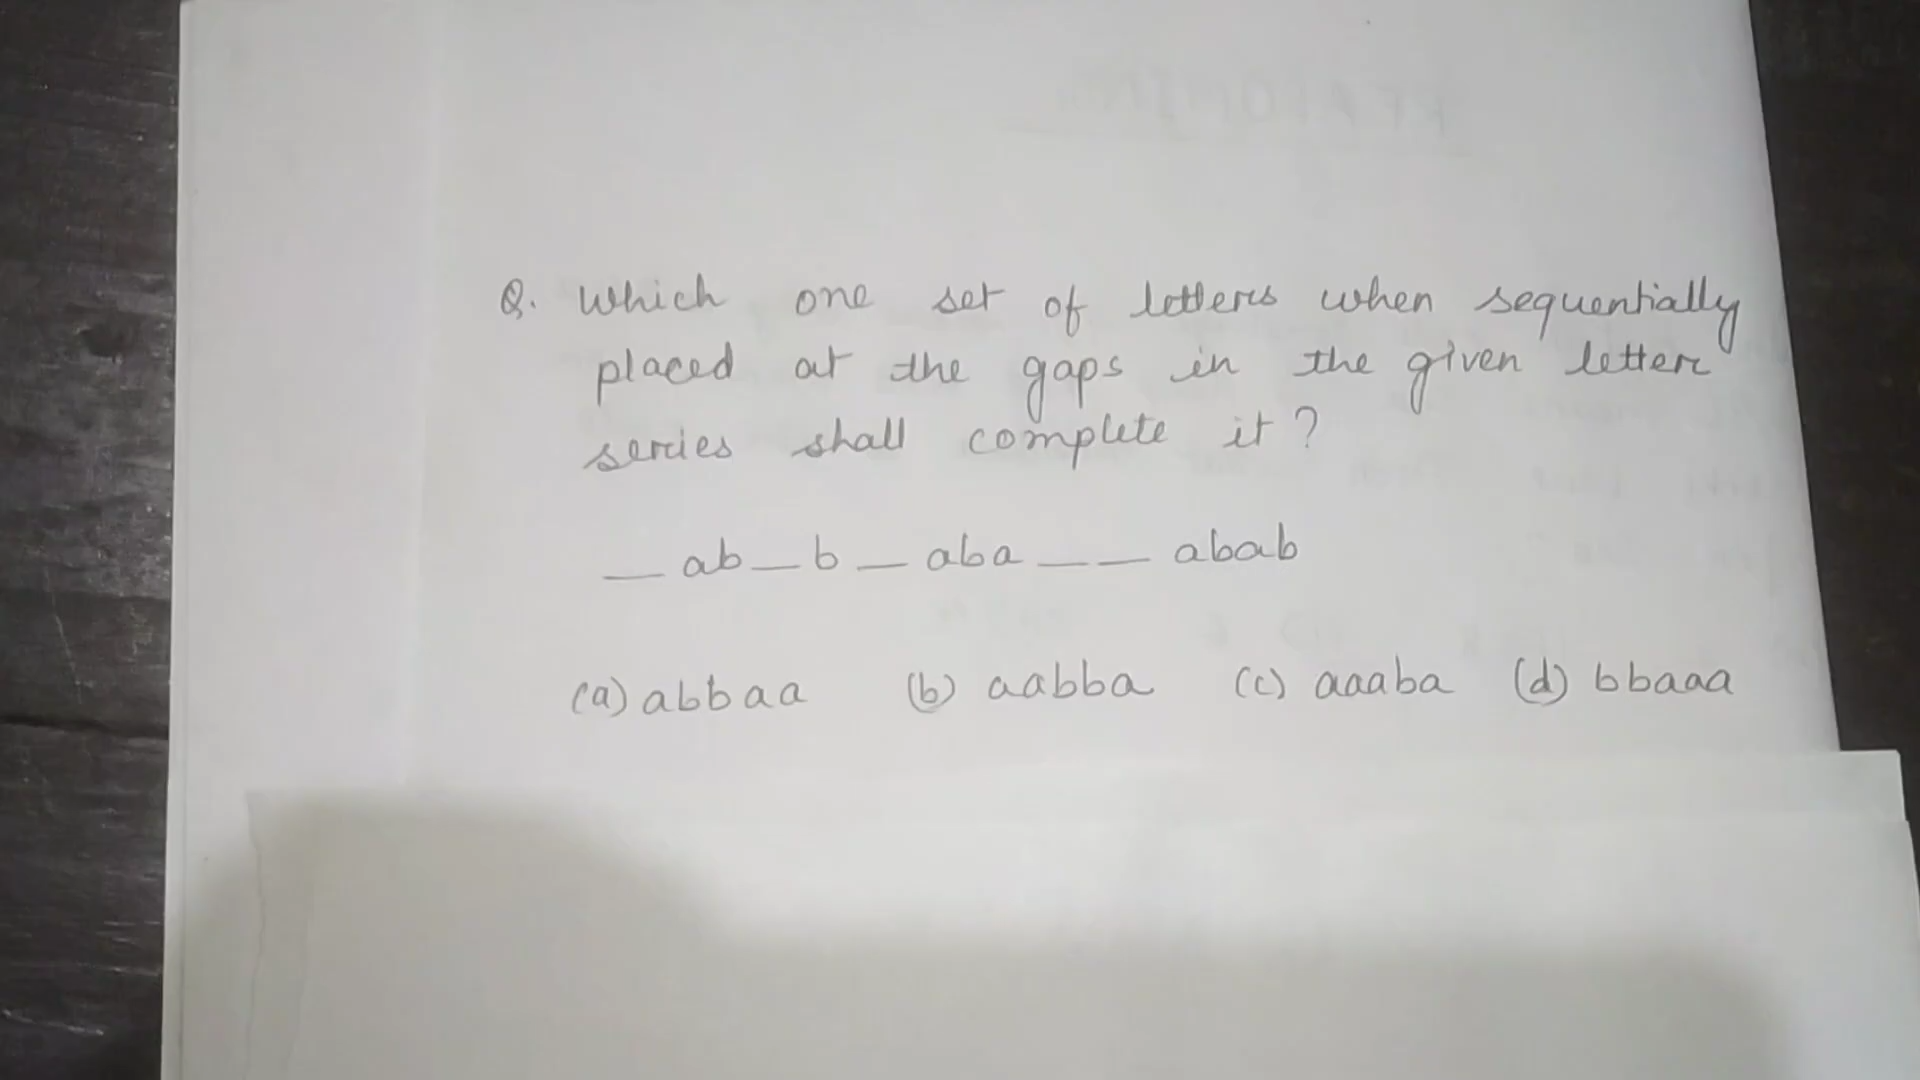 Q. Which one set of letters when sequentially
placed at the gaps in the given letter
series shall complete it?
_ ab _ b _ aba _ _ abab
(a) abbaa (b) aabba (c) aaaba (d) bbaaa